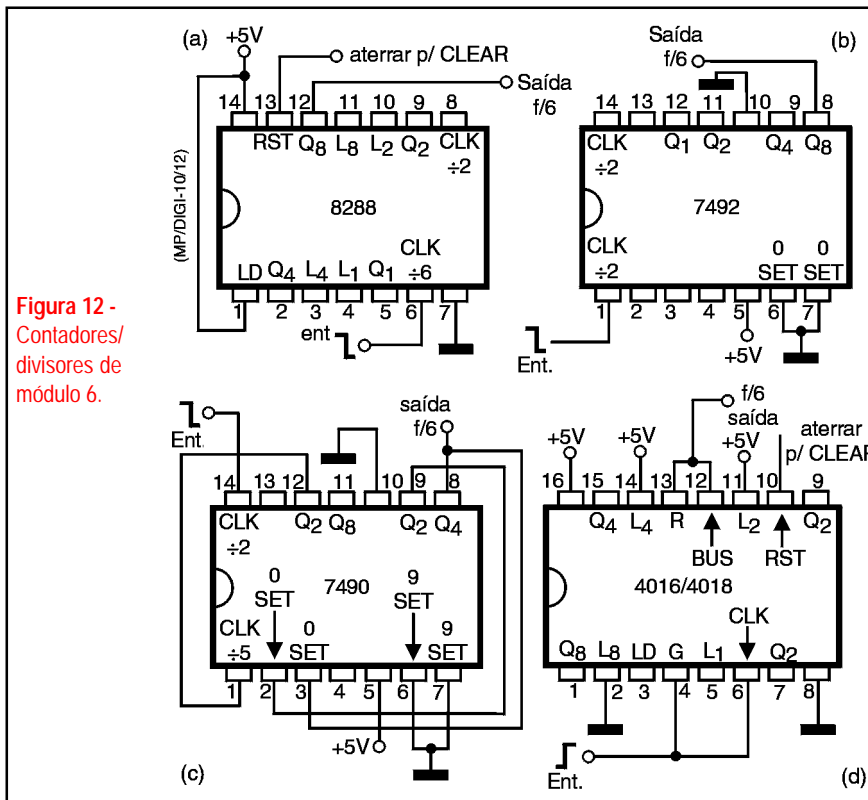 Figura 12 -
Contadores/
divisores de
módulo 6.
(a)
+5V
aterrar p/ CLEAR
Saída
f/6
14 13 12 11 10 9 8
RST Q8 L8 L2 Q2 CLK
÷2
(MP/DIGI-10/12)
8288
CLK
LD Q4 L4 L1 Q1 ÷6
1 2 3 4 5 6 7
ent
(b)
Saída
f/6
14 13 12 11 10 9 8
CLK Q1 Q2 Q4 Q8
÷2
7492
CLK
÷2
0 0
SET SET
1 2 3 4 5 6 7
Ent.
+5V
(c)
Ent.
saída
f/6
14 13 12 11 10 9 8
CLK Q2 Q8 Q2 Q4
÷2
0
SET
7490
9
SET
CLK
÷5
0
SET
9
SET
1 2 3 4 5 6 7
+5V
(d)
f/6
saída
+5V +5V +5V
aterrar
p/ CLEAR
16 15 14 13 12 11 10 9
Q4 L4 R L2 Q2
BUS RST
4016/4018
CLK
Q8 L8 LD G L1 Q2
1 2 3 4 5 6 7 8
Ent.